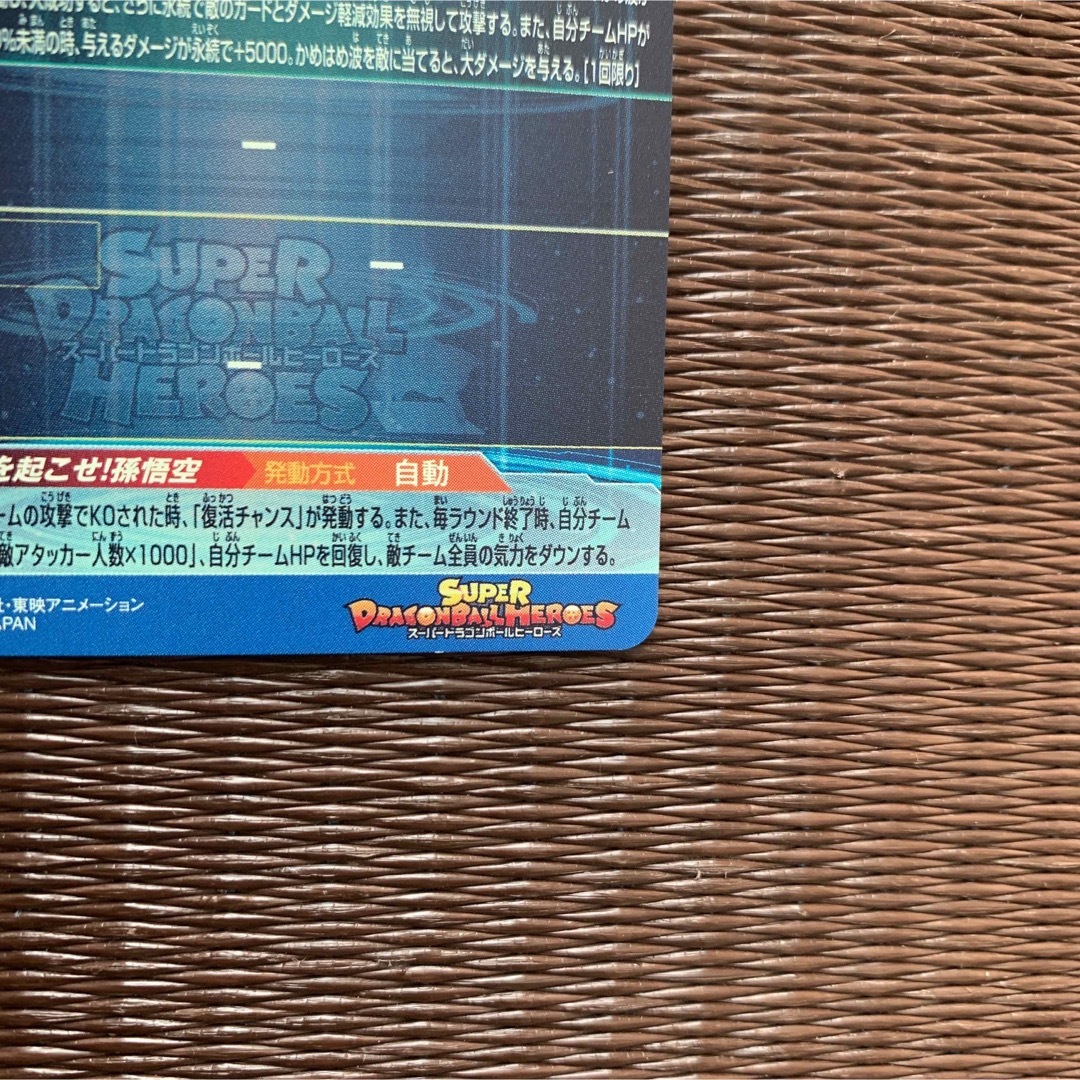 大成功すると、さらに永続で敵のカードとダメージ軽減効果を無視して攻撃する。また、自分チームHPが
%未満の時、与えるダメージが永続で+5000。かめはめ波を敵に当てると、大ダメージを与える。[1回限り]
SUPER
DRAGONBALL
スーパードラゴンボールヒーローズ
HEROES
を起こせ!孫悟空 発動方式 自動
ームの攻撃でKOされた時、「復活チャンス」が発動する。また、毎ラウンド終了時、自分チーム
敵アタッカー人数×1000」、自分チームHPを回復し、敵チーム全員の気力をダウンする。
社・東映アニメーション
APAN
SUPER
DRAGONBALL HEROES
スーパードラゴンボールヒーローズ